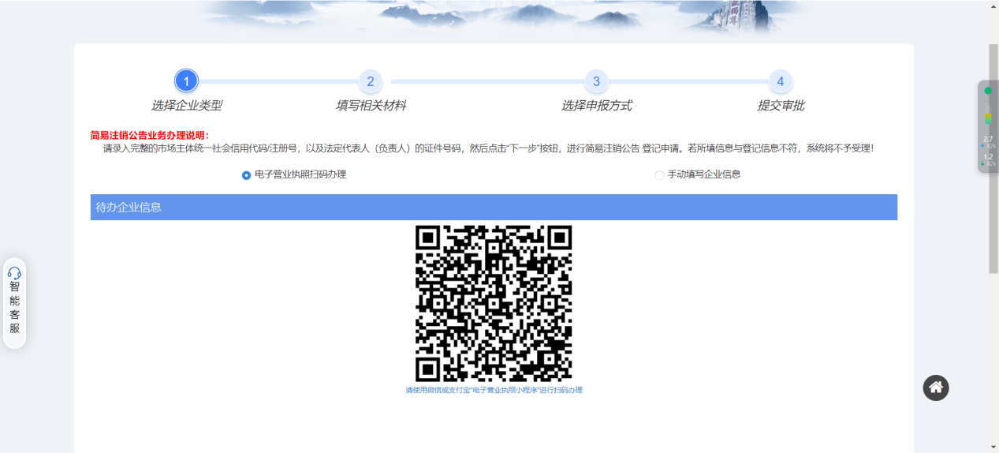 1
2
3
4
选择企业类型
填写相关材料
选择申报方式
提交审批
简易注销公告业务办理说明：
请录入完整的市场主体统一社会信用代码/注册号，以及法定代表人（负责人）的证件号码，然后点击“下一步”按钮，进行简易注销公告 登记申请。若所填信息与登记信息不符，系统将不予受理！
电子营业执照扫码办理
手动填写企业信息
待办企业信息
请使用微信或支付宝"电子营业执照小程序"进行扫码办理
智能客服
2.7
K/s
1.2
K/s